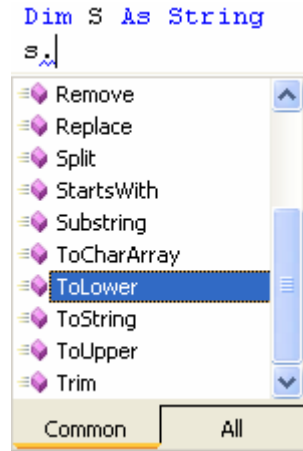 Dim S As String
s.
Remove
Replace
Split
StartsWith
Substring
ToCharArray
ToLower
ToString
ToUpper
Trim
Common All